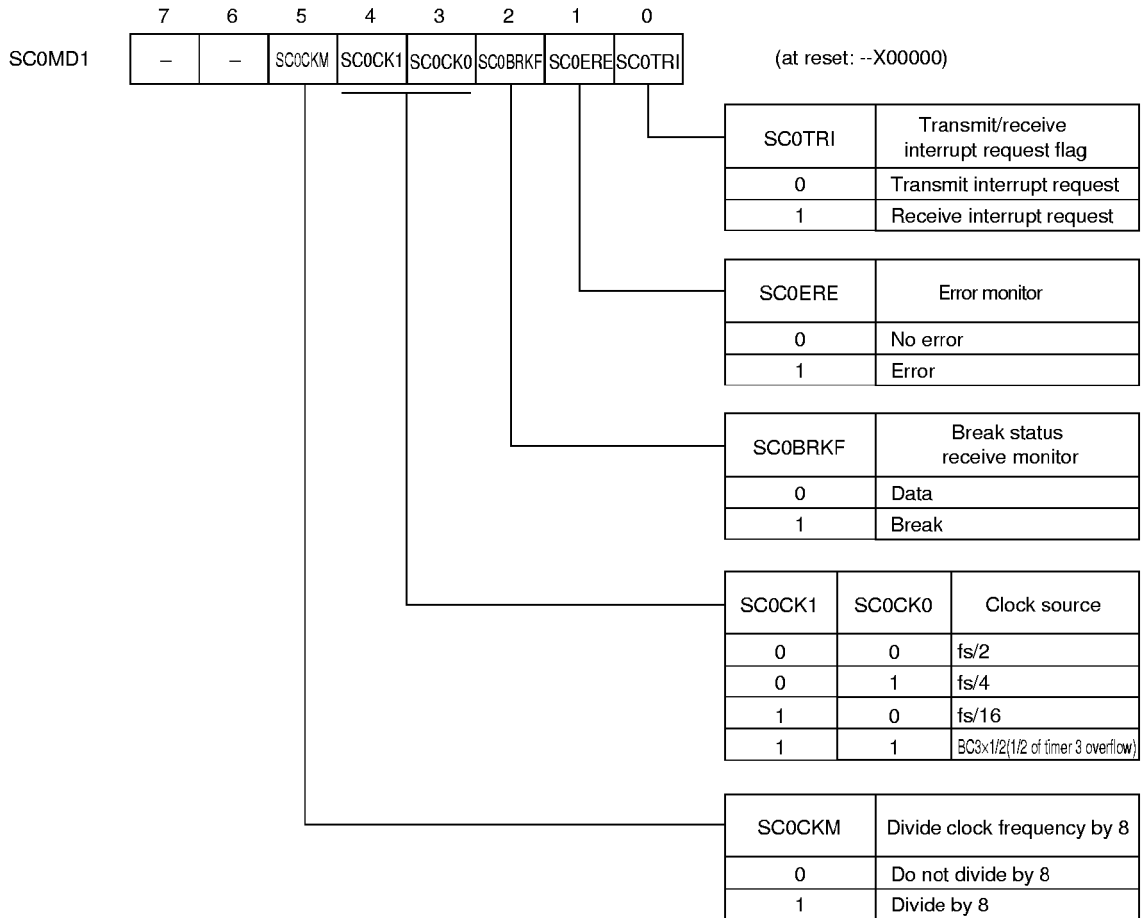 7 6 5 4 3 2 1 0
SC0MD1 – – SC0CKM SC0CK1 SC0CK0 SC0BRKF SC0ERE SC0TRI (at reset: --X00000)
SC0TRI Transmit/receive
interrupt request flag
0 Transmit interrupt request
1 Receive interrupt request
SC0ERE Error monitor
0 No error
1 Error
SC0BRKF Break status
receive monitor
0 Data
1 Break
SC0CK1 SC0CK0 Clock source
0 0 fs/2
0 1 fs/4
1 0 fs/16
1 1 BC3×1/2(1/2 of timer 3 overflow)
SC0CKM Divide clock frequency by 8
0 Do not divide by 8
1 Divide by 8